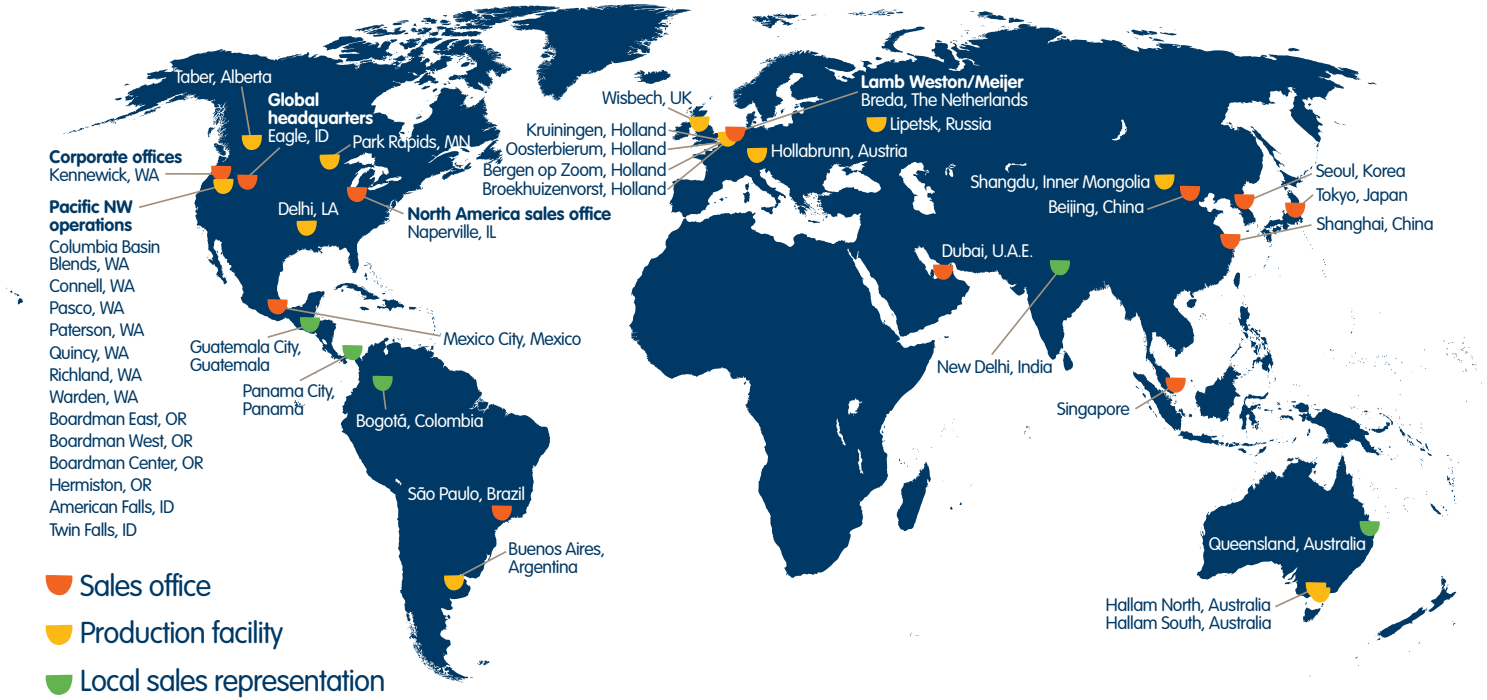 Taber, Alberta
Global
headquarters
Eagle, ID
Park Rapids, MN
Corporate offices
Kennewick, WA
Pacific NW
operations
Columbia Basin
Blends, WA
Connell, WA
Pasco, WA
Paterson, WA
Quincy, WA
Richland, WA
Warden, WA
Boardman East, OR
Boardman West, OR
Boardman Center, OR
Hermiston, OR
American Falls, ID
Twin Falls, ID
Delhi, LA
North America sales office
Naperville, IL
Mexico City, Mexico
Guatemala City,
Guatemala
Panama City,
Panama
Bogotá, Colombia
São Paulo, Brazil
Buenos Aires,
Argentina
Wisbech, UK
Kruiningen, Holland
Oosterbierum, Holland
Bergen op Zoom, Holland
Broekhuizenvorst, Holland
Lamb Weston/Meijer
Breda, The Netherlands
Lipetsk, Russia
Hollabrunn, Austria
Shangdu, Inner Mongolia
Beijing, China
Seoul, Korea
Tokyo, Japan
Shanghai, China
Dubai, U.A.E.
New Delhi, India
Singapore
Queensland, Australia
Hallam North, Australia
Hallam South, Australia
Sales office
Production facility
Local sales representation